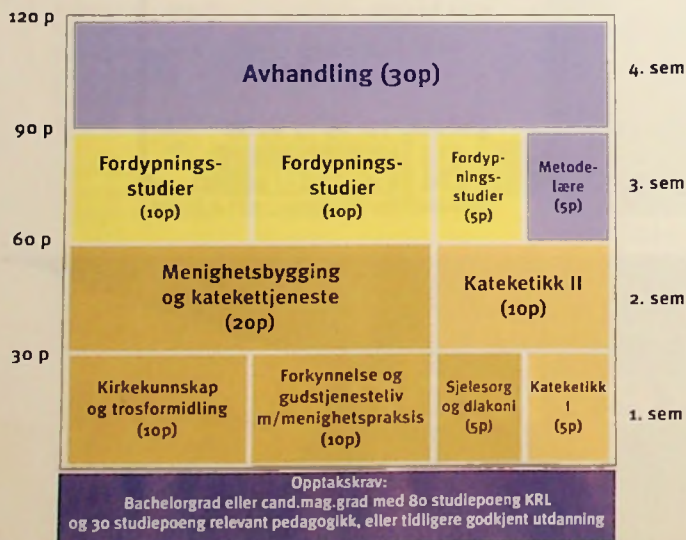 120 p
Avhandling (30p)
4. sem
90 p
Fordypnings-
studier
(10p)
Fordypnings-
studier
(10p)
Fordyp-
nings-
studier
(5p)
Metode-
lære
(5p)
3. sem
60 p
Menighetsbygging
og katekettjeneste
(20p)
Kateketikk II
(10p)
2. sem
30 p
Kirkekunnskap
og trosformidling
(10p)
Forkynnelse og
gudstjenesteliv
m/menighetspraksis
(10p)
Sjelesorg
og diakoni
(5p)
Kateketikk
I
(5p)
1. sem
Opptakskrav:
Bachelorgrad eller cand.mag.grad med 80 studiepoeng KRL
og 30 studiepoeng relevant pedagogikk, eller tidligere godkjent utdanning